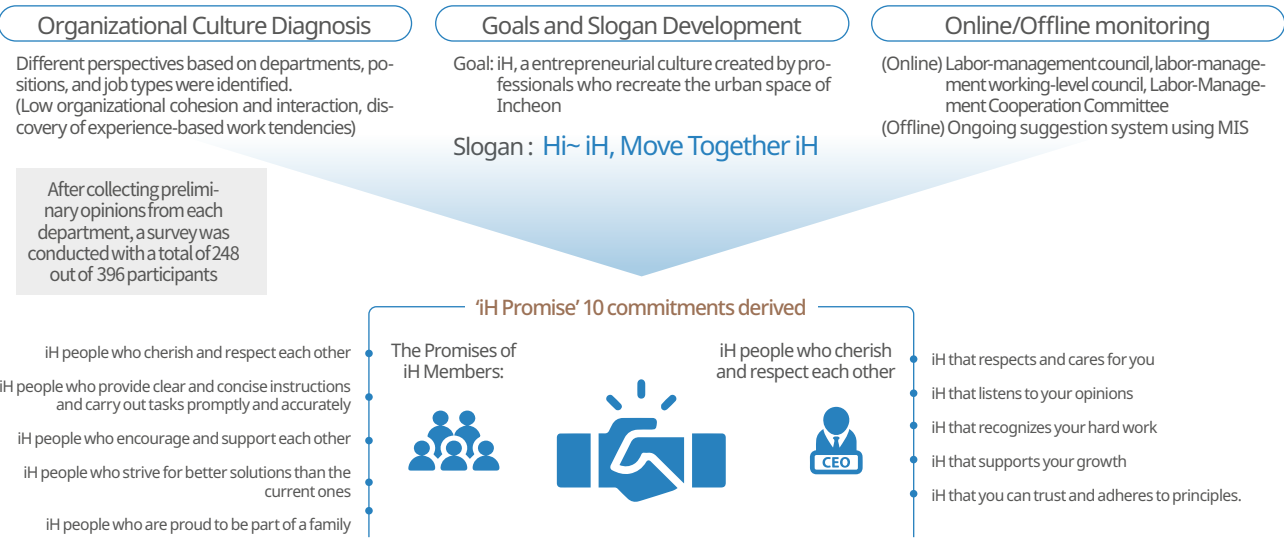 Organizational Culture Diagnosis
Different perspectives based on departments, po-
sitions, and job types were identified.
(Low organizational cohesion and interaction, dis-
covery of experience-based work tendencies)
Goals and Slogan Development
Goal: iH, a entrepreneurial culture created by pro-
fessionals who recreate the urban space of
Incheon
Slogan : Hi~ iH, Move Together iH
Online/Offline monitoring
(Online) Labor-management council, labor-manage-
ment working-level council, Labor-Manage-
ment Cooperation Committee
(Offline) Ongoing suggestion system using MIS
After collecting prelimi-
nary opinions from each
department, a survey was
conducted with a total of 248
out of 396 participants
‘iH Promise’ 10 commitments derived
iH people who cherish and respect each other
iH people who provide clear and concise instructions
and carry out tasks promptly and accurately
iH people who encourage and support each other
iH people who strive for better solutions than the
current ones
iH people who are proud to be part of a family
The Promises of
iH Members:
iH people who cherish
and respect each other
CEO
iH that respects and cares for you
iH that listens to your opinions
iH that recognizes your hard work
iH that supports your growth
iH that you can trust and adheres to principles.